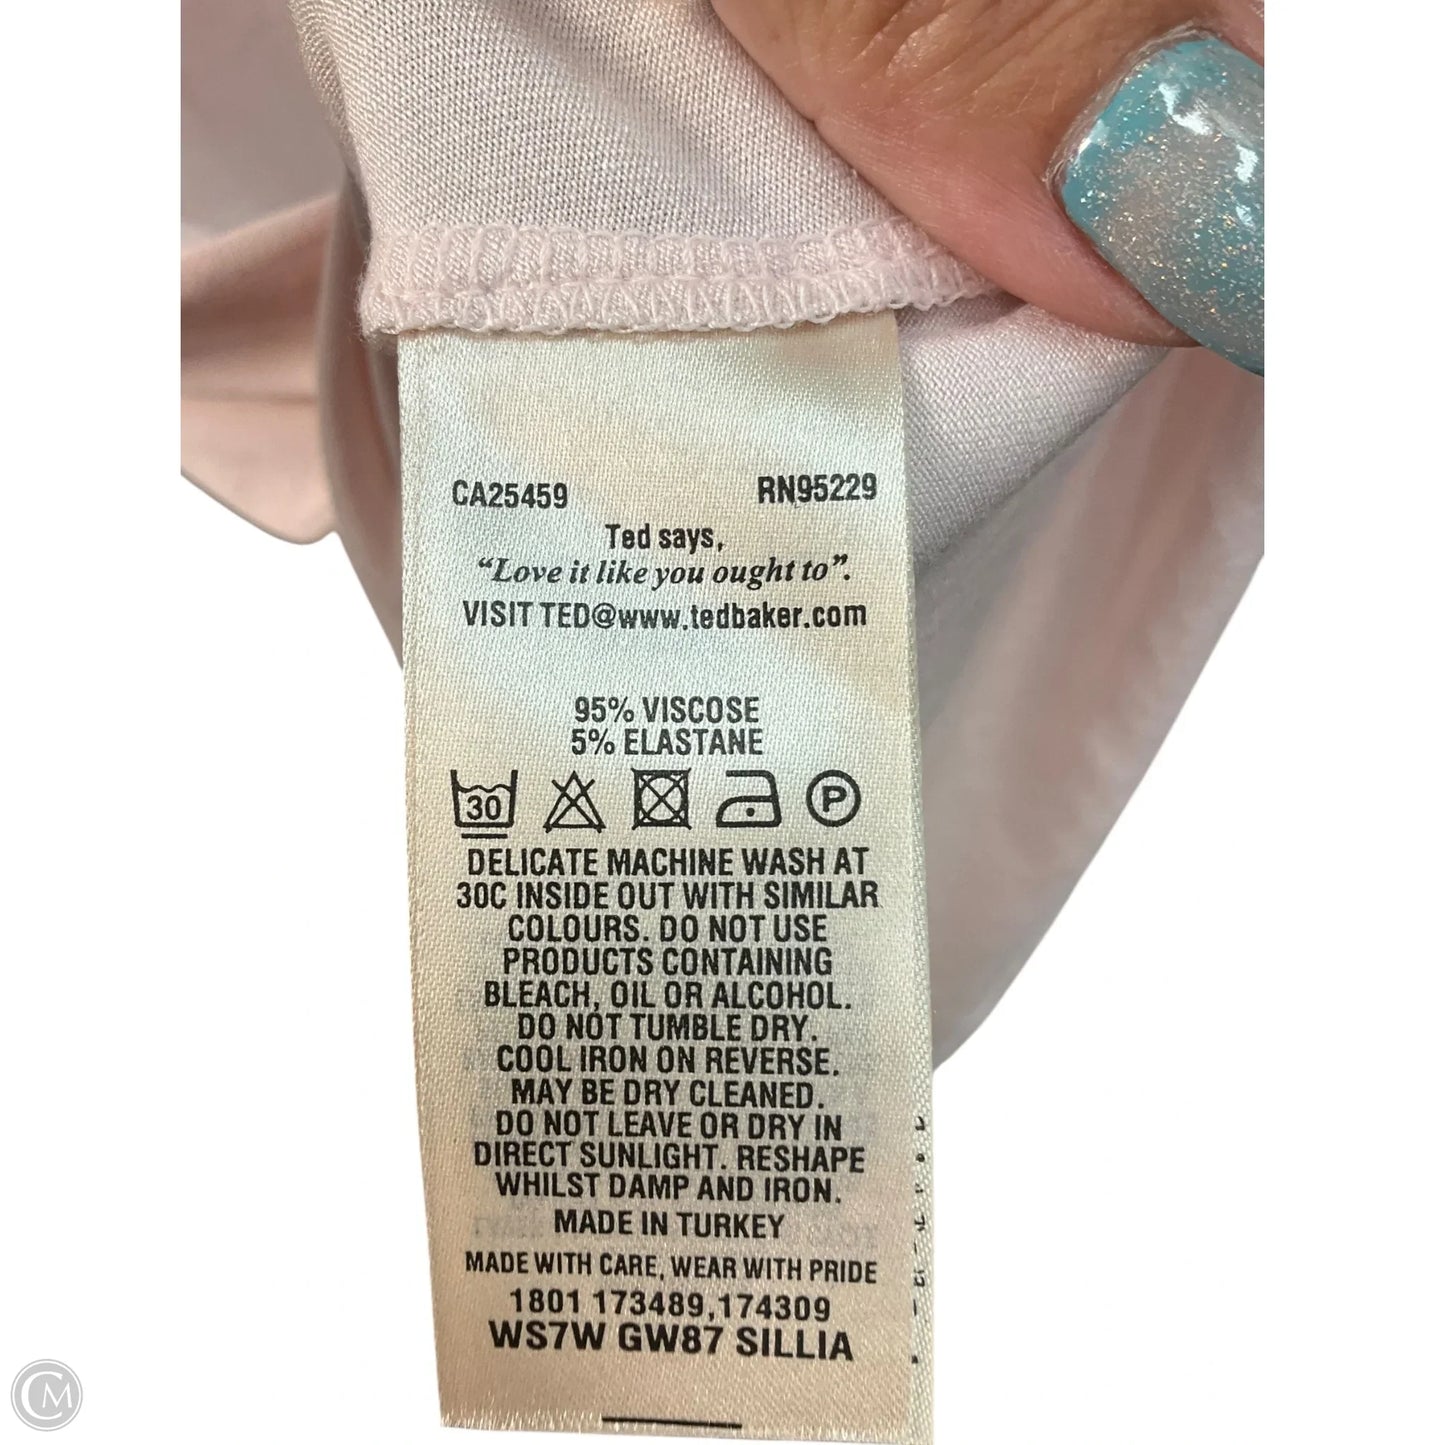 CA25459 RN95229
Ted says,
“Love it like you ought to”.
VISIT TED@www.tedbaker.com
95% VISCOSE
5% ELASTANE
30 P
DELICATE MACHINE WASH AT
30C INSIDE OUT WITH SIMILAR
COLOURS. DO NOT USE
PRODUCTS CONTAINING
BLEACH, OIL OR ALCOHOL.
DO NOT TUMBLE DRY.
COOL IRON ON REVERSE.
MAY BE DRY CLEANED.
DO NOT LEAVE OR DRY IN
DIRECT SUNLIGHT. RESHAPE
WHILST DAMP AND IRON.
MADE IN TURKEY
MADE WITH CARE, WEAR WITH PRIDE
1801 173489,174309
WS7W GW87 SILLIA
CM